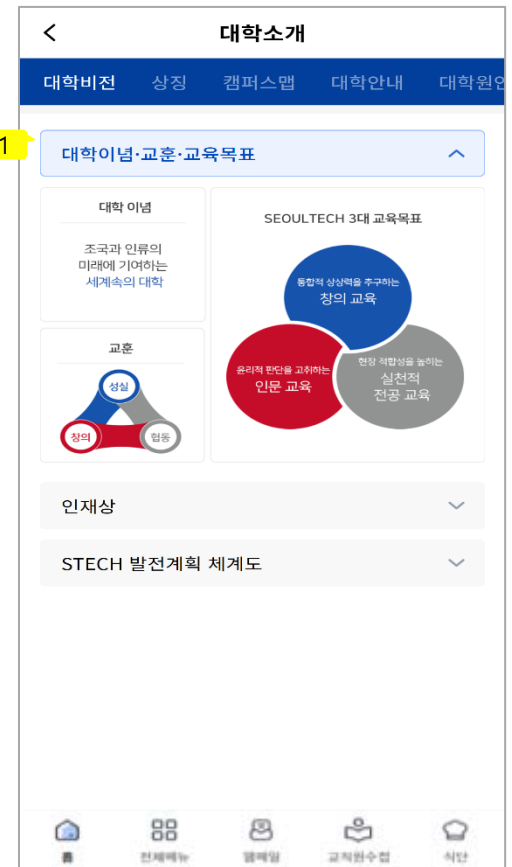 대학소개
대학비전 상징 캠퍼스맵 대학안내 대학원안
1
대학이념·교훈·교육목표
대학 이념
조국과 인류의
미래에 기여하는
세계속의 대학
교훈
성실
창의
협동
SEOULTECH 3대 교육목표
통합적 상상력을 추구하는
창의 교육
윤리적 판단을 고취하는
인문 교육
현장 적합성을 높이는
실천적
전공 교육
인재상
STECH 발전계획 체계도
홈 전체메뉴 웹메일 교직원수첩 식단